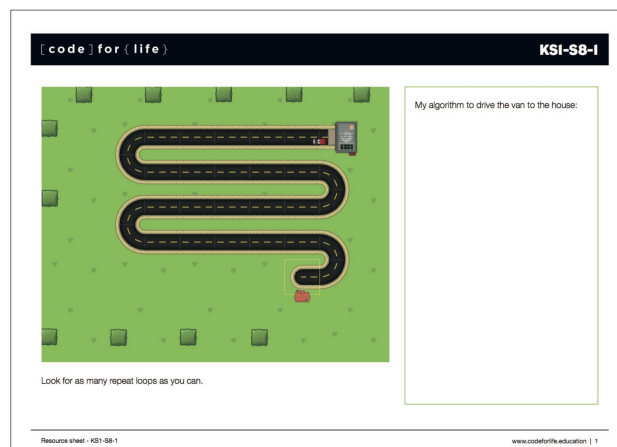 [ code ] for { life }
KS1-S8-1
My algorithm to drive the van to the house:
Look for as many repeat loops as you can.
Resource sheet - KS1-S8-1
www.codeforlife.education | 1